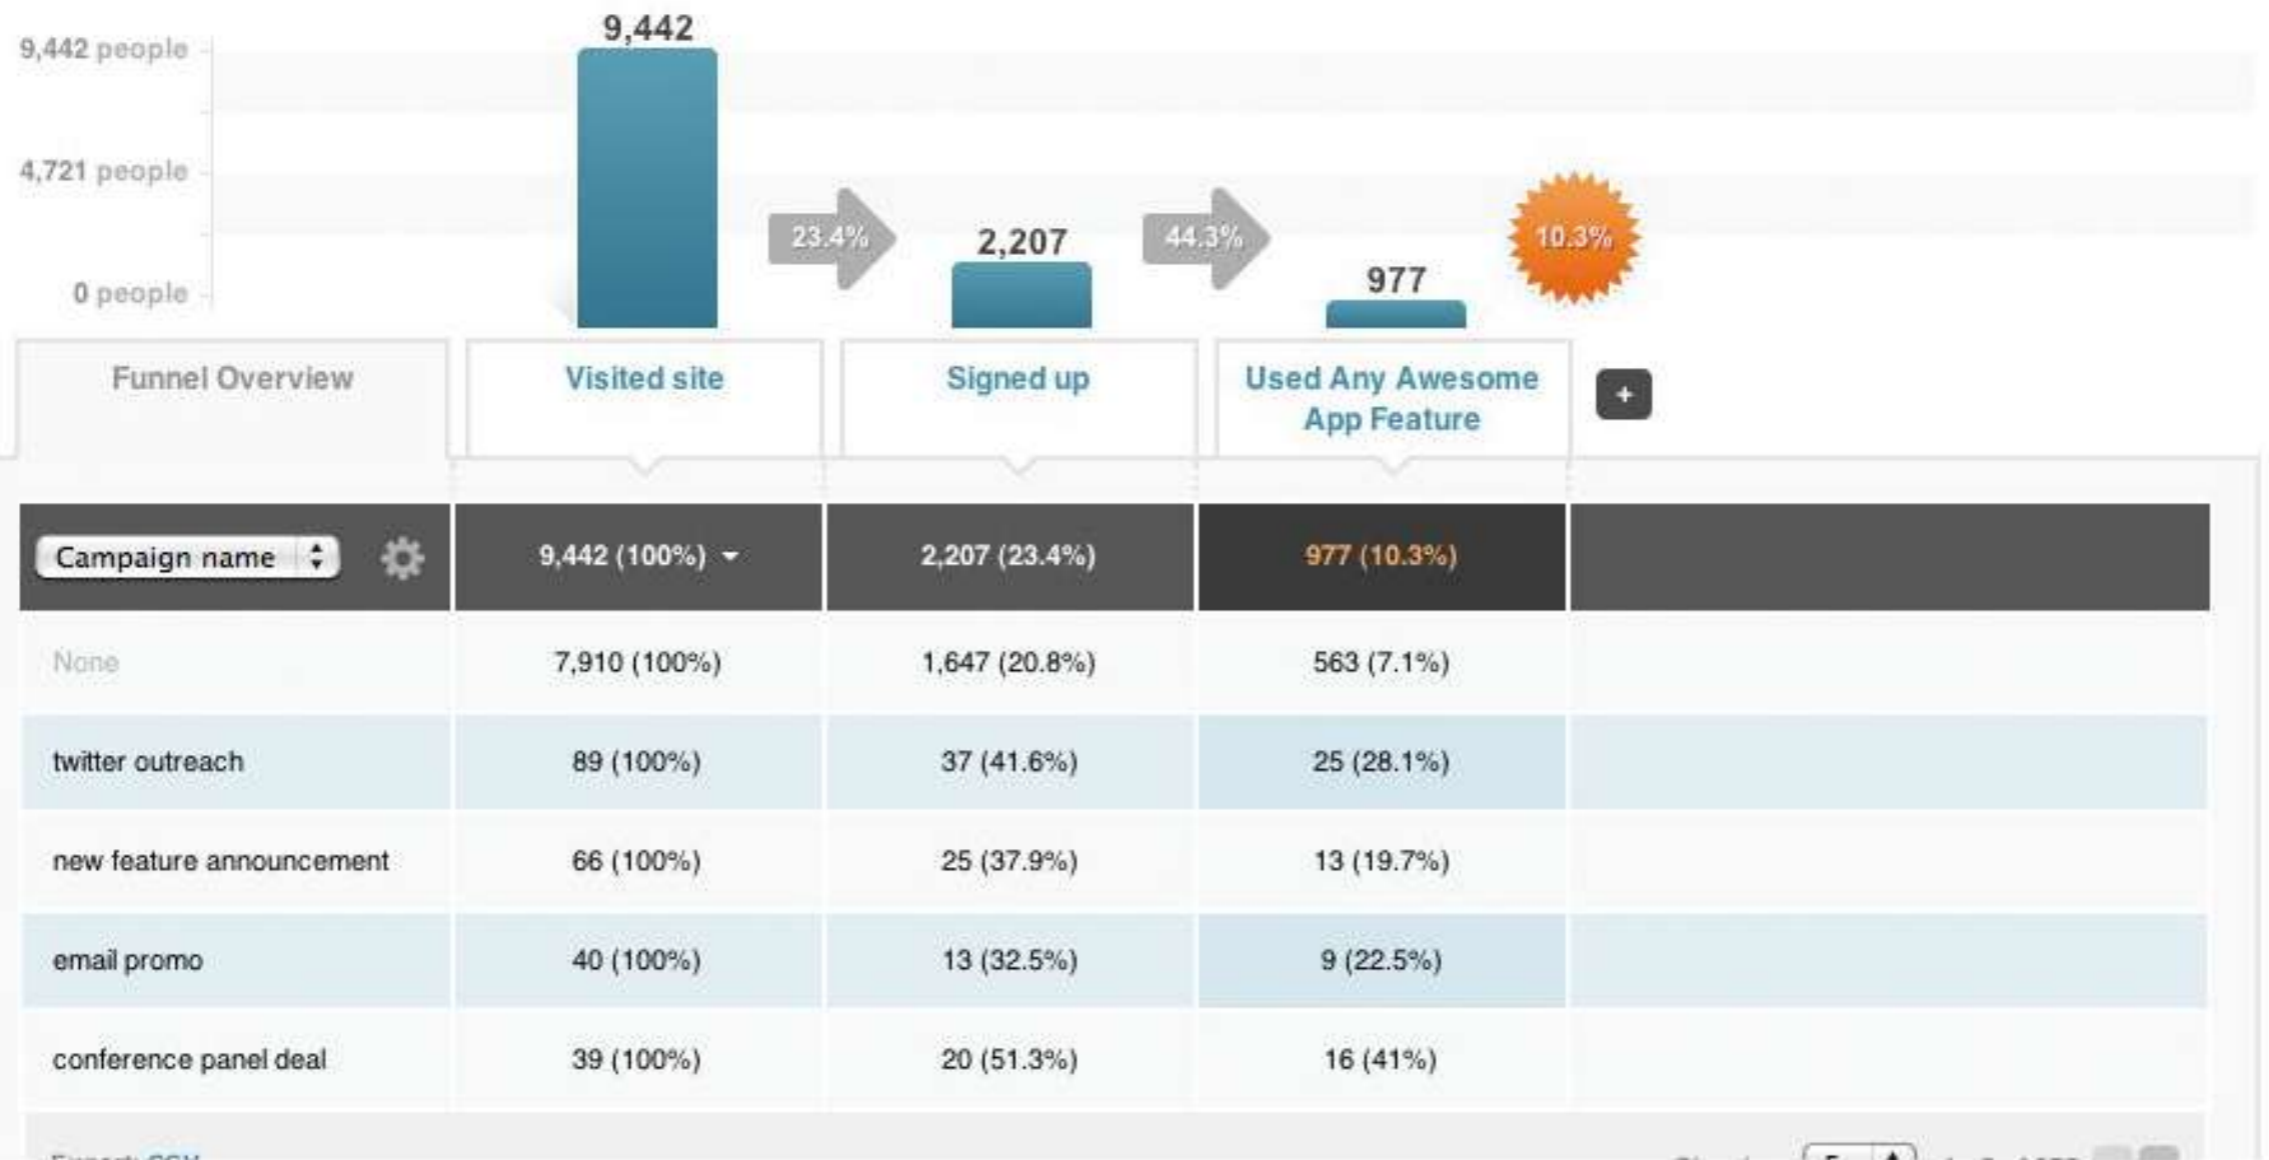 9,442
9,442 people
4,721 people
23.4%
2,207
44.3%
10.3%
977
0 people
Funnel Overview
Visited site
Signed up
Used Any Awesome
App Feature
+
Campaign name
9,442 (100%)
2,207 (23.4%)
977 (10.3%)
None
7,910 (100%)
1,647 (20.8%)
563 (7.1%)
twitter outreach
89 (100%)
37 (41.6%)
25 (28.1%)
new feature announcement
66 (100%)
25 (37.9%)
13 (19.7%)
email promo
40 (100%)
13 (32.5%)
9 (22.5%)
conference panel deal
39 (100%)
20 (51.3%)
16 (41%)